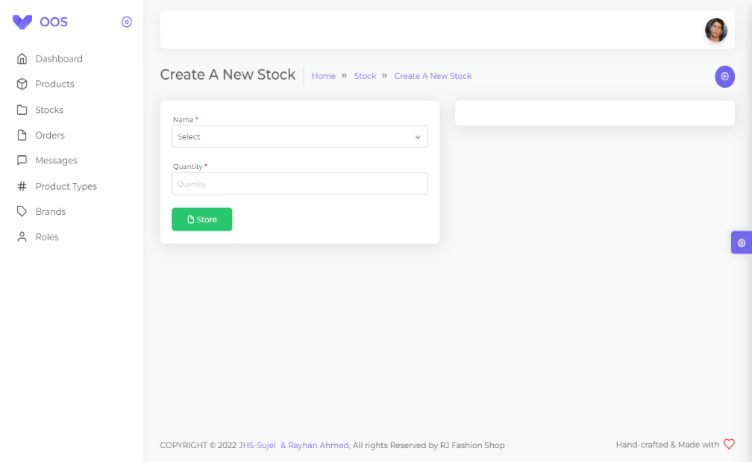 OOS
Dashboard
Products
Stocks
Orders
Messages
Product Types
Brands
Roles
Create A New Stock
Home » Stock » Create A New Stock
Name *
Select
Quantity *
Quantity
Store
COPYRIGHT © 2022 JHS-Sujel & Rayhan Ahmed, All rights Reserved by RJ Fashion Shop
Hand-crafted & Made with